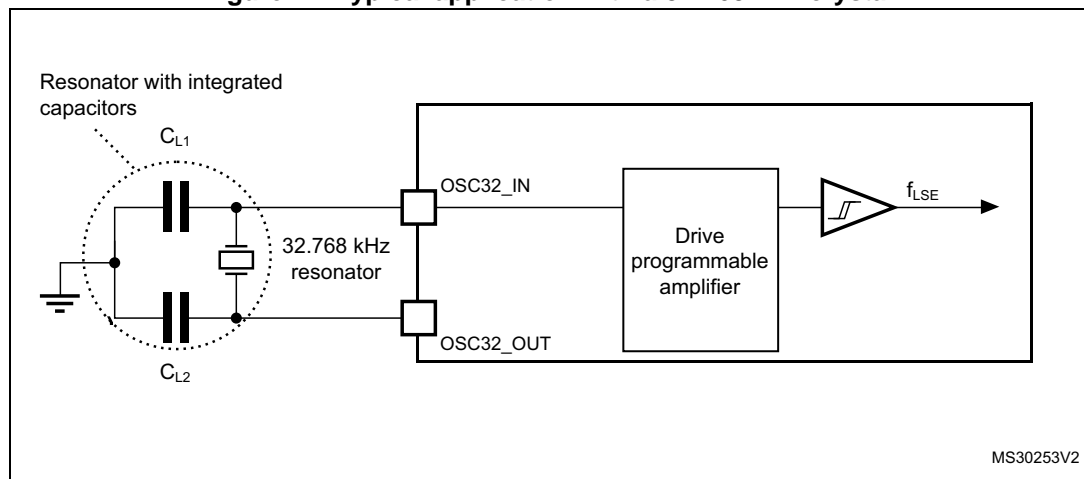 Resonator with integrated
capacitors
CL1
OSC32_IN
fLSE
32.768 kHz
resonator
Drive
programmable
amplifier
OSC32_OUT
CL2
MS30253V2